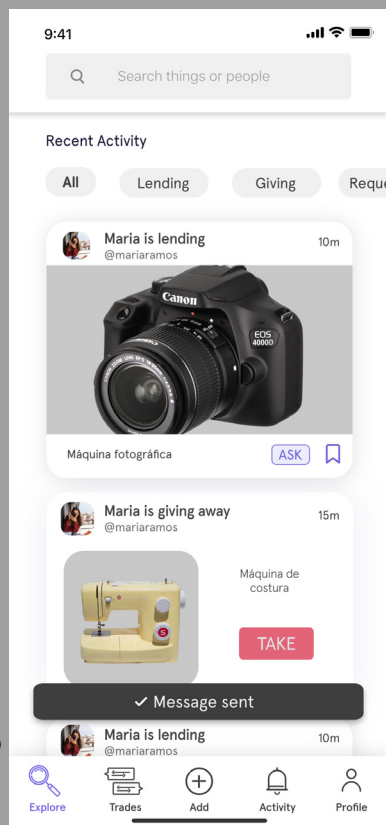 9:41
Search things or people
Recent Activity
All
Lending
Giving
Reque
Maria is lending
10m
@mariaramos
Canon
EOS
4000D
Máquina fotográfica
ASK
Maria is giving away
15m
@mariaramos
Máquina de
costura
TAKE
Message sent
Maria is lending
10m
@mariaramos
Explore
Trades
Add
Activity
Profile